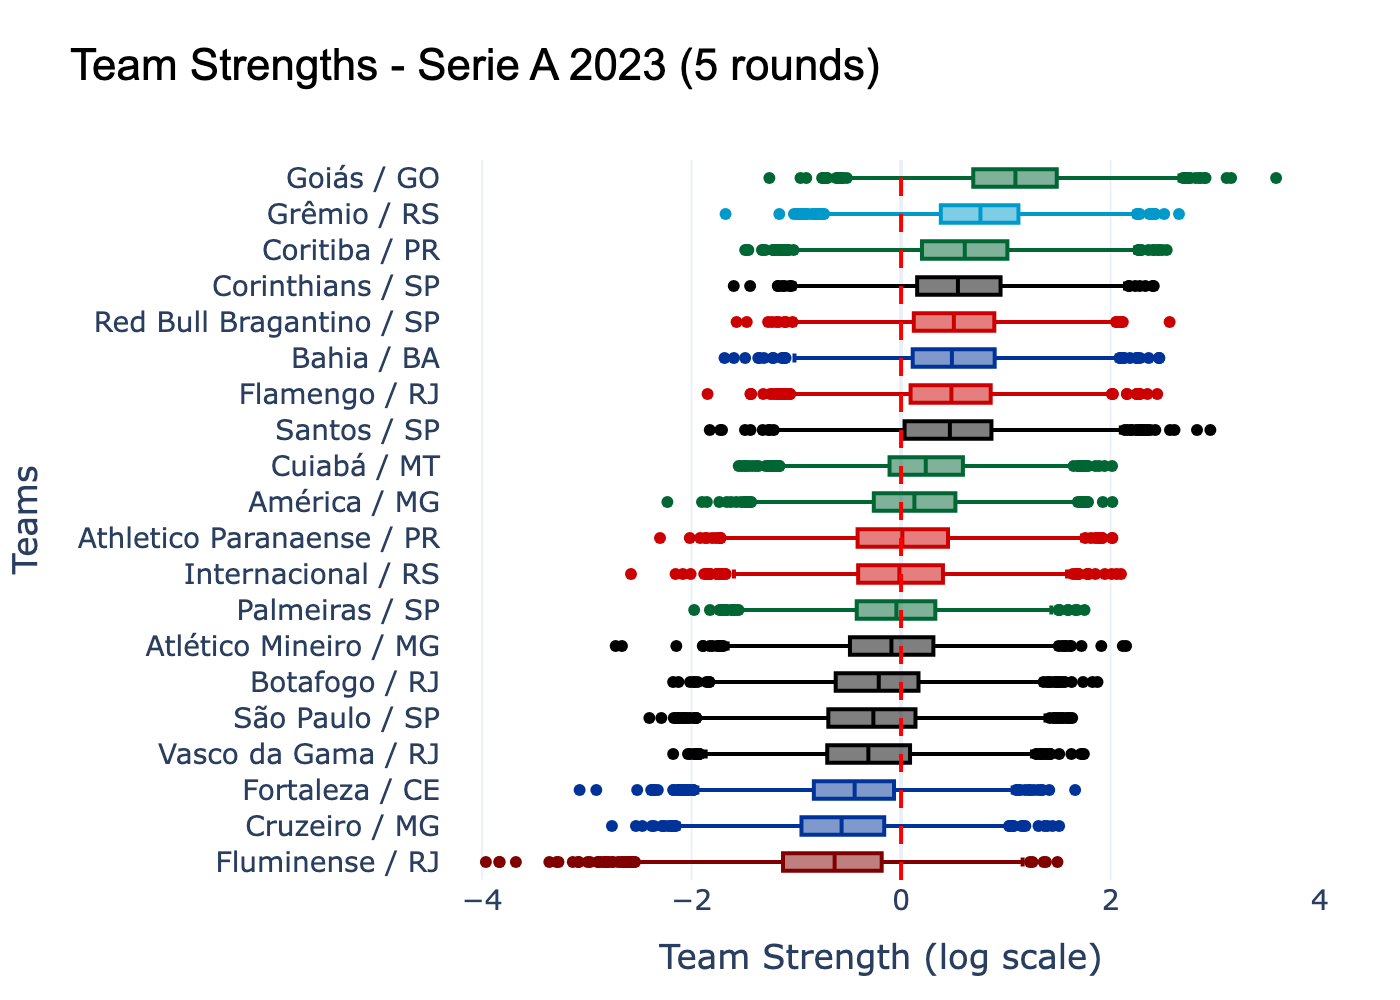 Team Strengths - Serie A 2023 (5 rounds)
Goiás / GO
Grêmio / RS
Coritiba / PR
Corinthians / SP
Red Bull Bragantino / SP
Bahia / BA
Flamengo / RJ
Santos / SP
Cuiabá / MT
América / MG
Athletico Paranaense / PR
Internacional / RS
Palmeiras / SP
Atlético Mineiro / MG
Botafogo / RJ
São Paulo / SP
Vasco da Gama / RJ
Fortaleza / CE
Cruzeiro / MG
Fluminense / RJ
Teams
−4 −2 0 2 4
Team Strength (log scale)